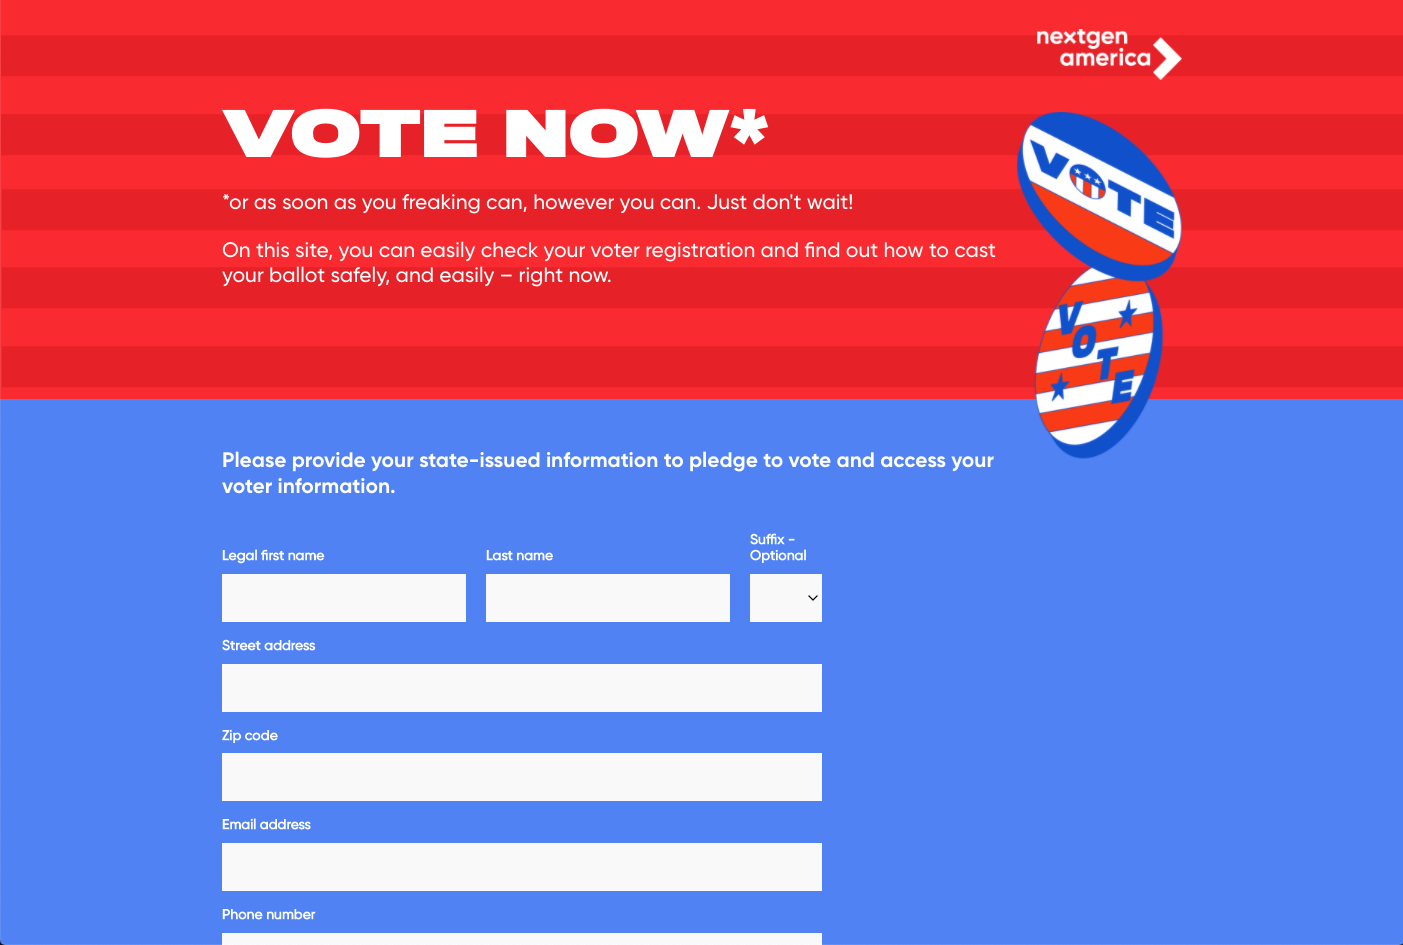 nextgen
america
VOTE NOW*
*or as soon as you freaking can, however you can. Just don't wait!
On this site, you can easily check your voter registration and find out how to cast
your ballot safely, and easily – right now.
VOTE
VOTE
Please provide your state-issued information to pledge to vote and access your
voter information.
Legal first name
Last name
Suffix -
Optional
Street address
Zip code
Email address
Phone number